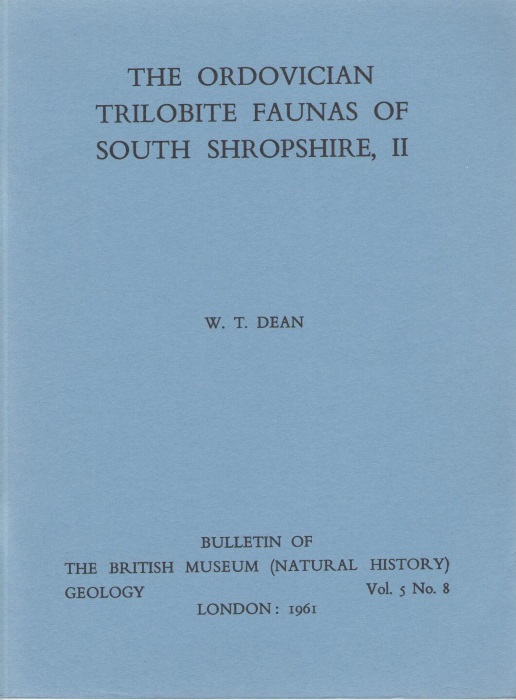 THE ORDOVICIAN
TRILOBITE FAUNAS OF
SOUTH SHROPSHIRE, II
W. T. DEAN
BULLETIN OF
THE BRITISH MUSEUM (NATURAL HISTORY)
GEOLOGY Vol. 5 No. 8
LONDON: 1961